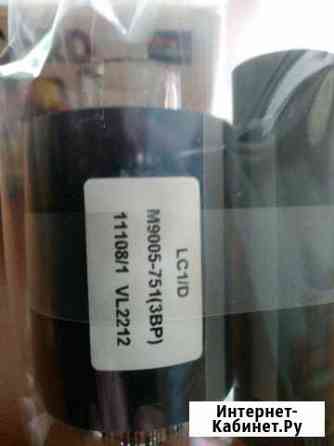 LC1/D
M9005-751(3BP)
11108/1 VL2212
Интернет-
Кабинет.Ру